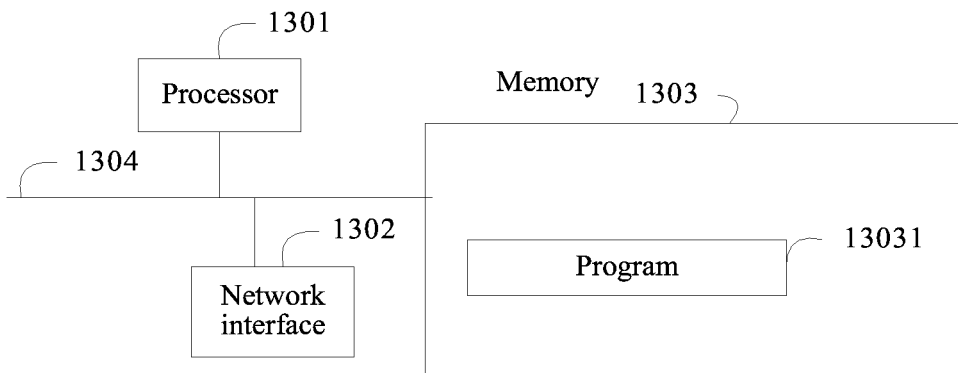 1301
Processor
Memory
1303
1304
1302
13031
Program
Network
interface